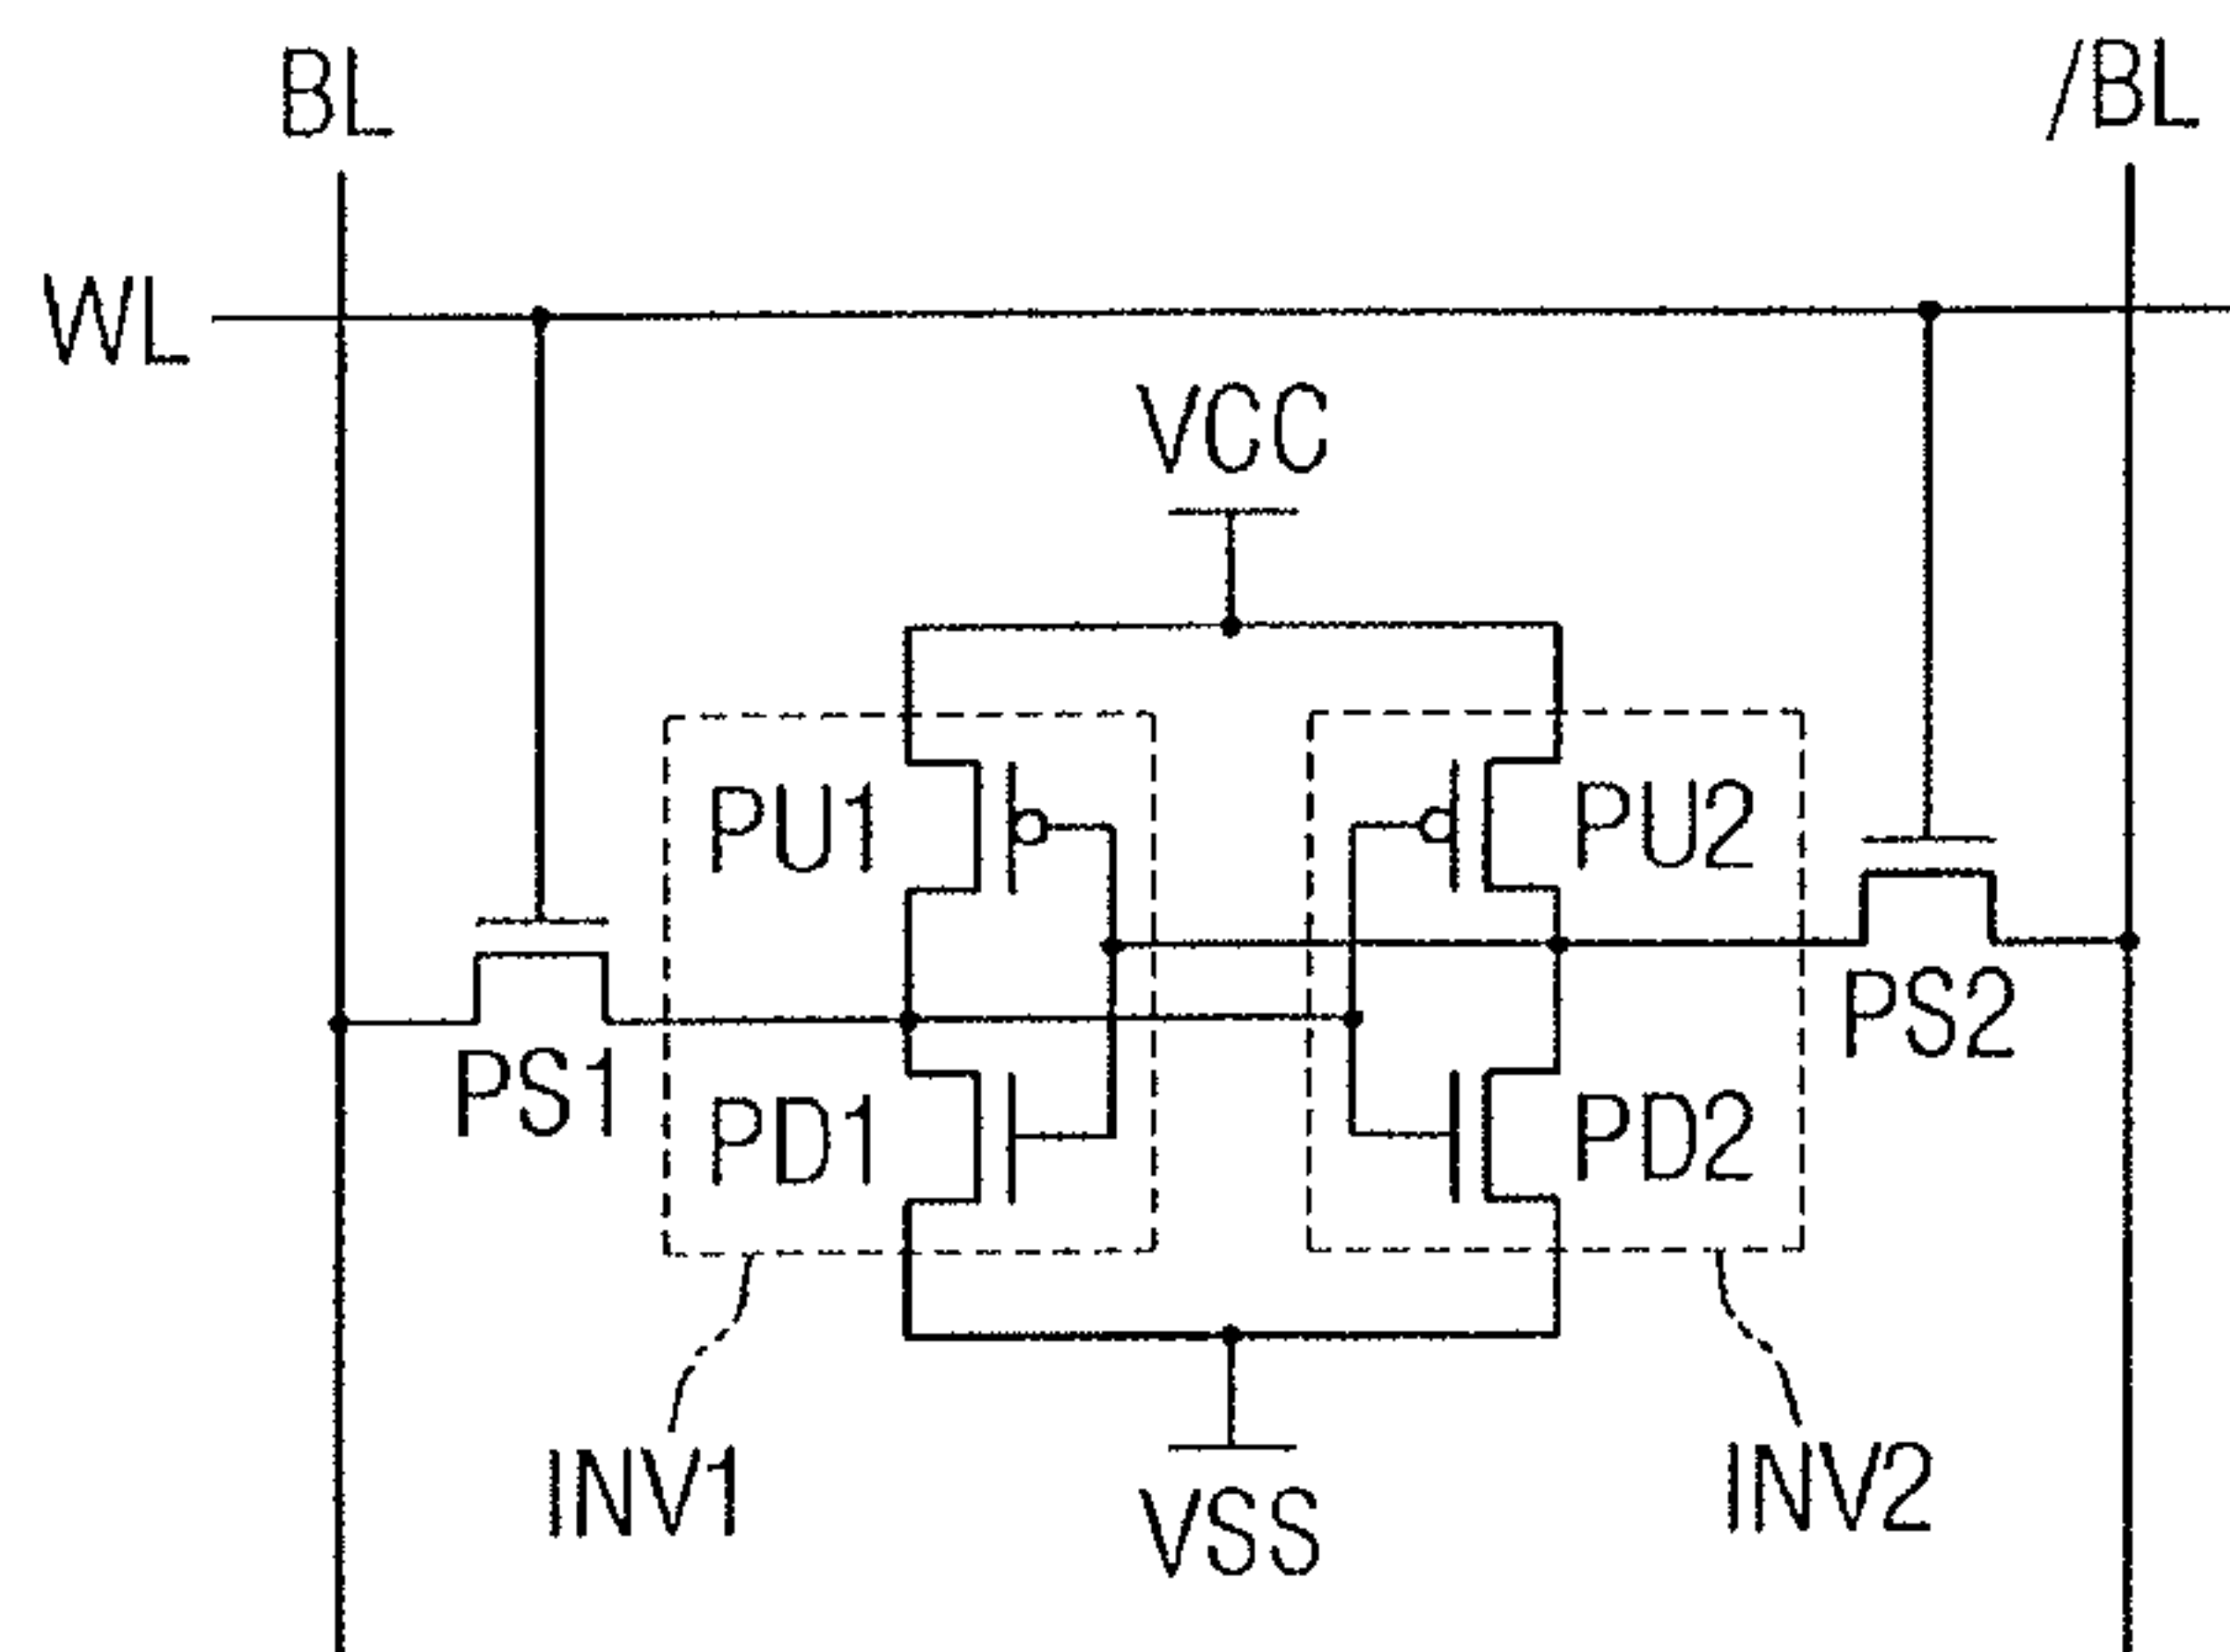 BL
/BL
WL
VCC
PU1
PU2
PS1
PS2
PD1
PD2
INV1
INV2
VSS